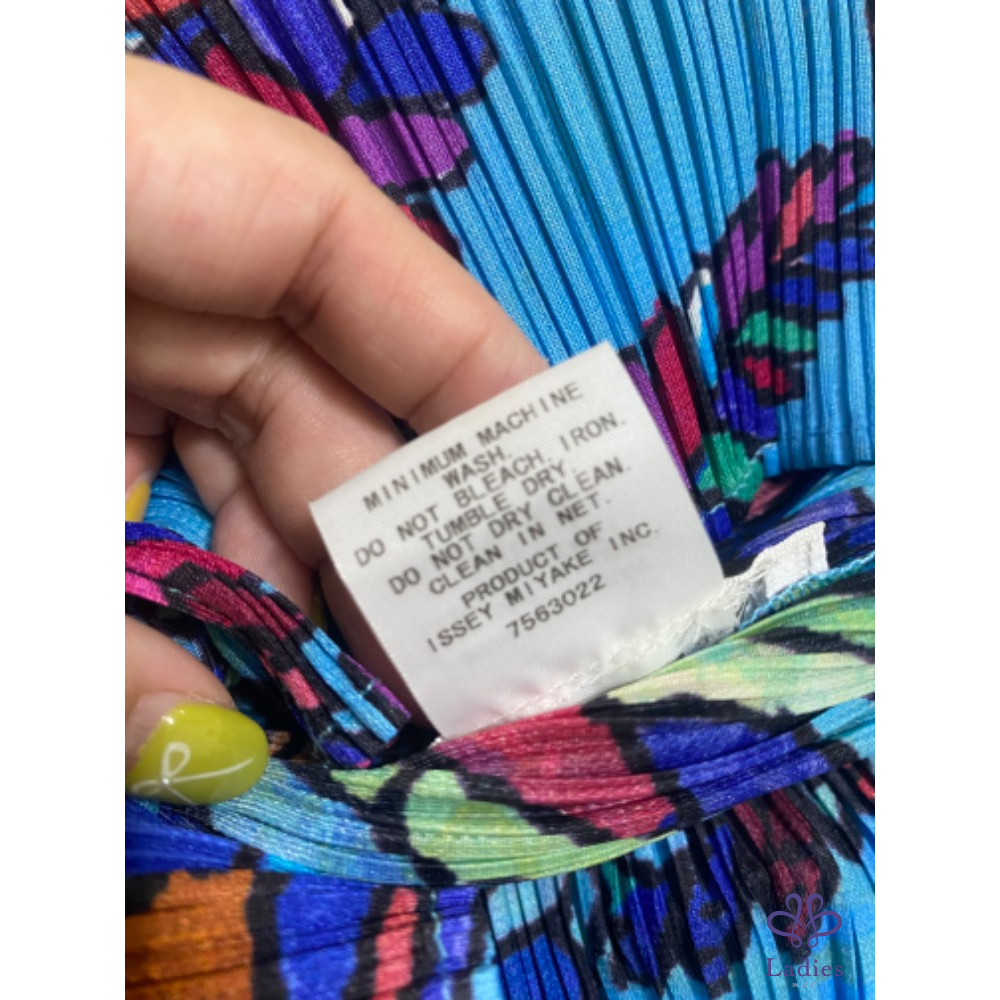 MINIMUM MACHINE
WASH.
DO NOT BLEACH, IRON.
TUMBLE DRY.
DO NOT DRY CLEAN.
CLEAN IN NET.
PRODUCT OF
ISSEY MIYAKE INC.
7563022
Ladies